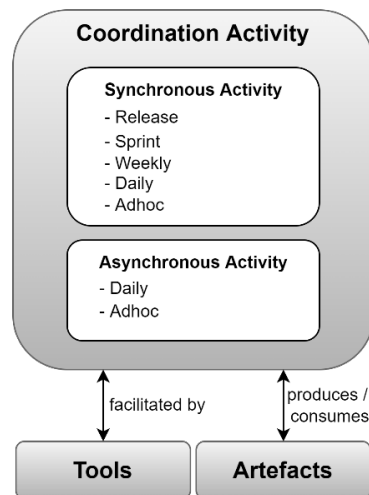 Coordination Activity
Synchronous Activity
- Release
- Sprint
- Weekly
- Daily
- Adhoc
Asynchronous Activity
- Daily
- Adhoc
facilitated by
produces /
consumes
Tools
Artefacts